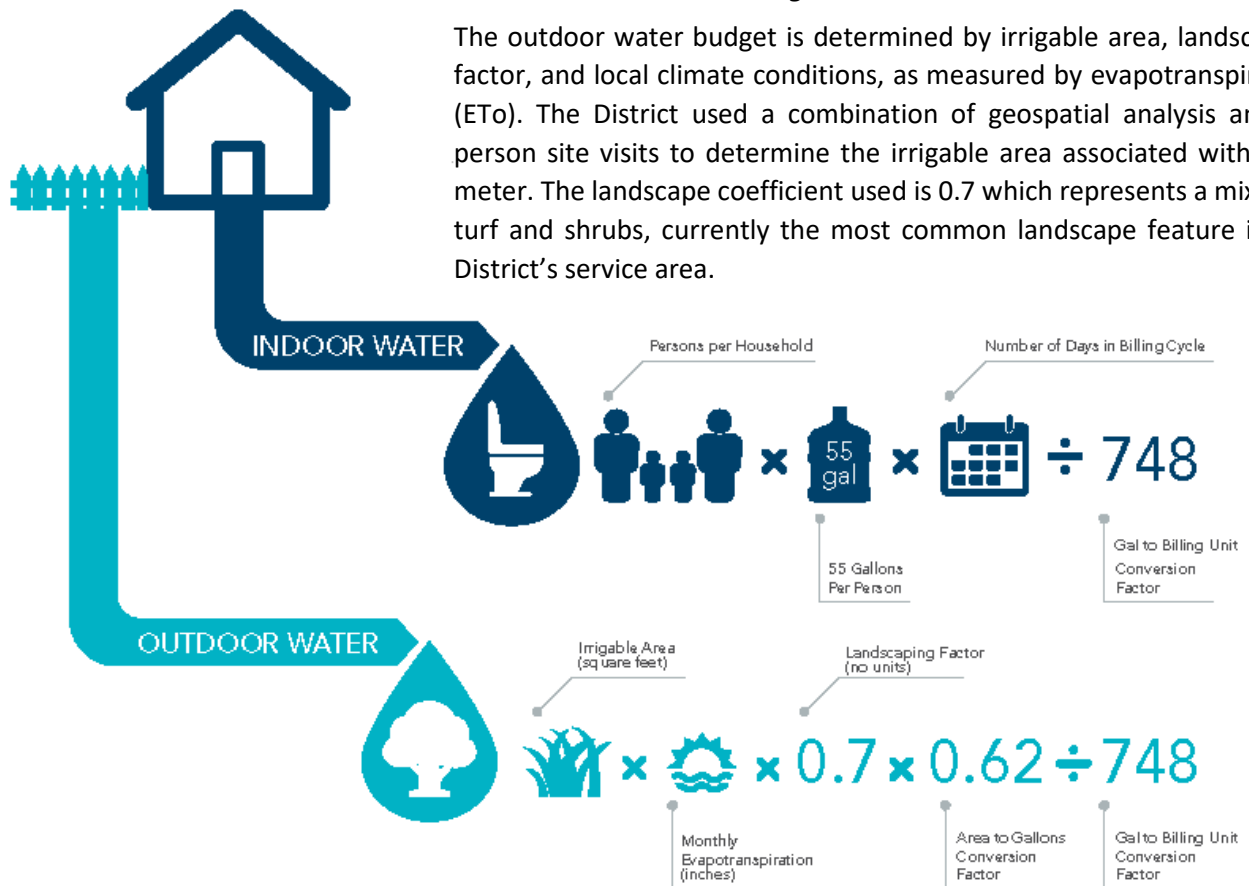 The outdoor water budget is determined by irrigable area,
factor, and local climate conditions, as measured by
(ETo). The District used a combination of geospatial analysis
person site visits to determine the irrigable area associated with
meter. The landscape coefficient used is 0.7 which represents a
turf and shrubs, currently the most common landscape feature
District's service area.
INDOOR WATER
Persons per Household
Number of Days in Billing Cycle
55
gal
÷ 748
55 Gallons
Per Person
Gal to Billing Unit
Conversion
Factor
OUTDOOR WATER
Irrigable Area
(square feet)
Landscaping Factor
(no units)
× × 0.7 × 0.62 ÷ 748
Monthly
Evapotranspiration
(inches)
Area to Gallons
Conversion
Factor
Gal to Billing Unit
Conversion
Factor